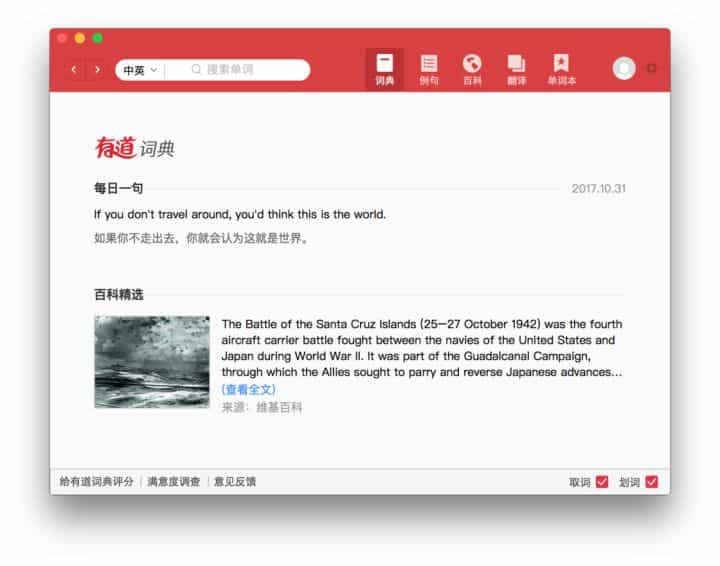 中英
搜索单词
词典
例句
百科
翻译
单词本
有道 词典
每日一句
2017.10.31
If you don't travel around, you'd think this is the world.
如果你不走出去，你就会认为这就是世界。
百科精选
The Battle of the Santa Cruz Islands (25—27 October 1942) was the fourth
aircraft carrier battle fought between the navies of the United States and
Japan during World War II. It was part of the Guadalcanal Campaign,
through which the Allies sought to parry and reverse Japanese advances...
(查看全文)
来源：维基百科
给有道词典评分 | 满意度调查 | 意见反馈
取词
划词